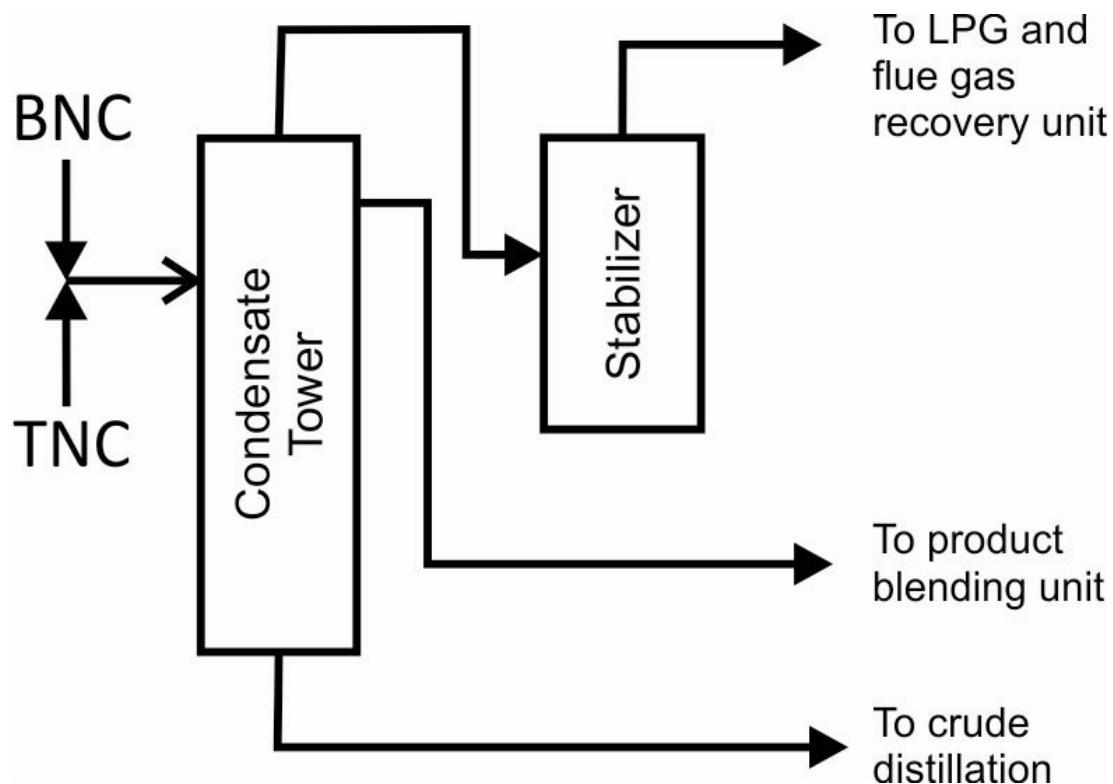 BNC
TNC
Condensate
Tower
Stabilizer
To LPG and
flue gas
recovery unit
To product
blending unit
To crude
distillation